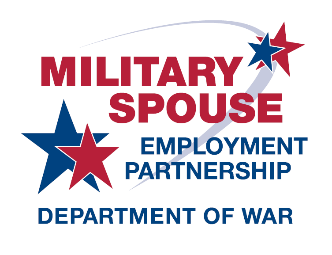 MILITARY
SPOUSE
EMPLOYMENT
PARTNERSHIP
DEPARTMENT OF WAR